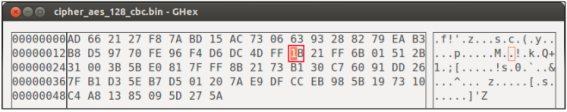 cipher_aes_128_cbc.bin - GHex
00000000 AD 66 21 27 F8 7A BD 15 AC 73 06 63 93 28 82 79 EA B3 .f!'.z...s.c.(.y..
00000012 B8 D5 97 70 FE 96 F4 D6 DC 4D FF 1B 21 FF 6B 01 51 2B ...p.....M..!.k.Q+
00000024 31 00 3B 5B E0 81 7F FF 8B 21 73 B1 30 C7 60 91 DD 26 1.;[.....!s.0.`..&
00000036 7F B1 D3 5E B7 D5 01 20 7A E9 DF CC EB 98 5B 19 73 10 ...^... z.....[.s.
00000048 C4 A8 13 85 09 5D 27 5A .....]'Z